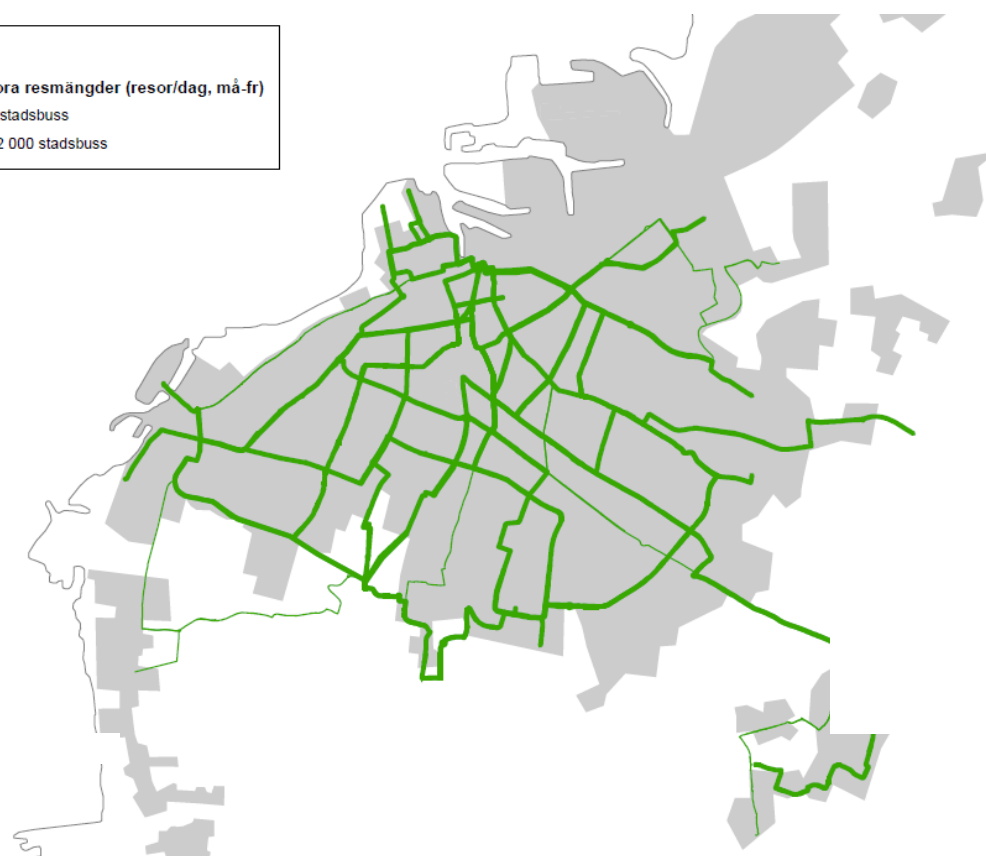 ora resmängder (resor/dag, må-fr)
stadsbuss
2 000 stadsbuss